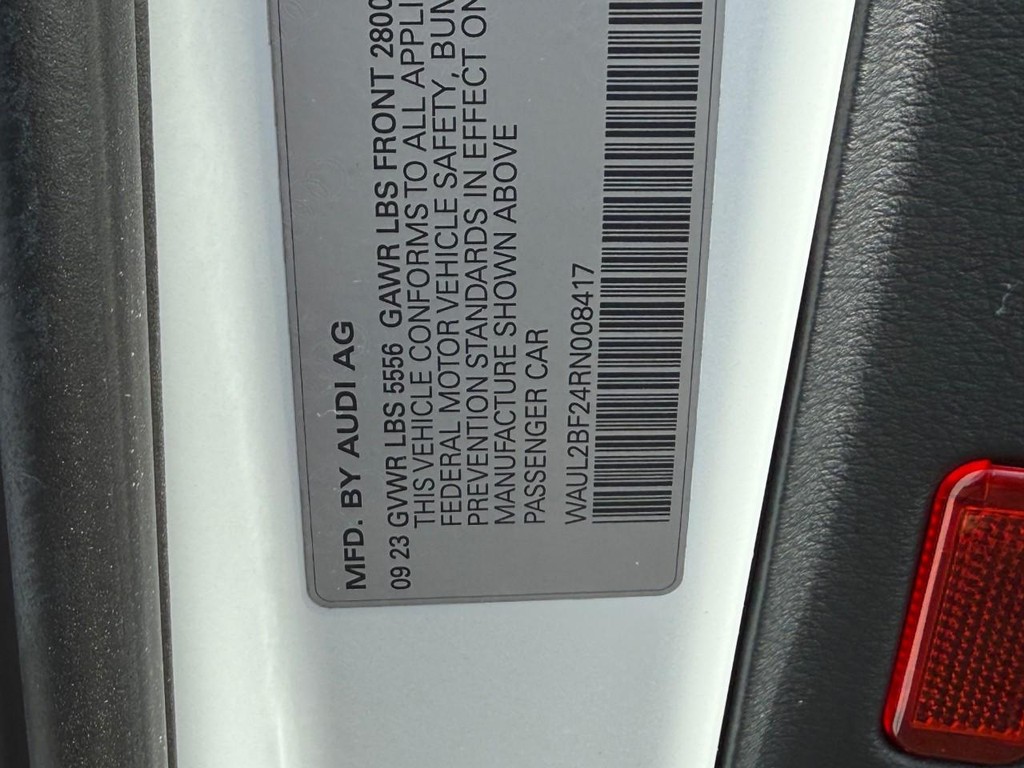 MFD. BY AUDI AG
09 23 GVWR LBS 5556 GAWR LBS FRONT 2800
THIS VEHICLE CONFORMS TO ALL APPLI
FEDERAL MOTOR VEHICLE SAFETY, BUM
PREVENTION STANDARDS IN EFFECT ON
MANUFACTURE SHOWN ABOVE
PASSENGER CAR
WAUL2BF24RN008417